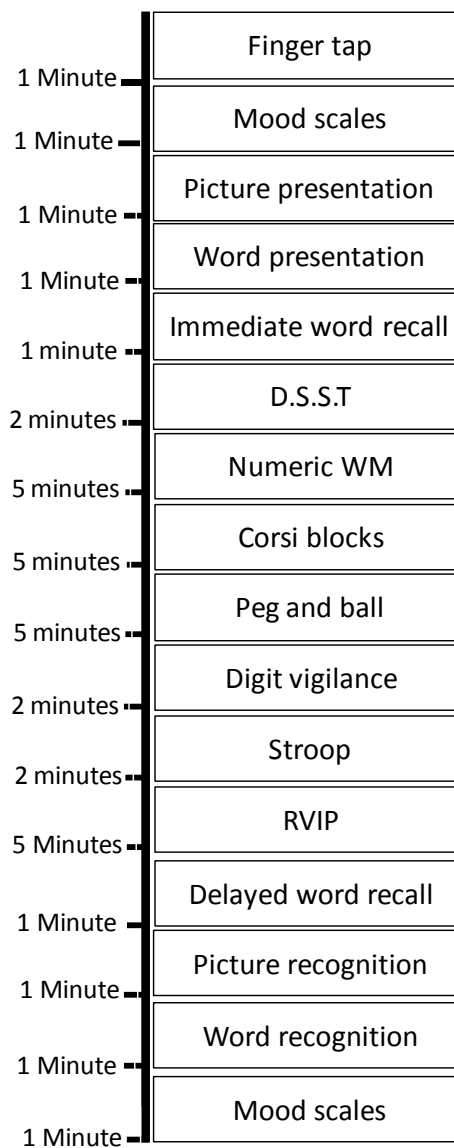 Finger tap
1 Minute
Mood scales
1 Minute
Picture presentation
1 Minute
Word presentation
1 Minute
Immediate word recall
1 minute
D.S.S.T
2 minutes
Numeric WM
5 minutes
Corsi blocks
5 minutes
Peg and ball
5 minutes
Digit vigilance
2 minutes
Stroop
2 minutes
RVIP
5 Minutes
Delayed word recall
1 Minute
Picture recognition
1 Minute
Word recognition
1 Minute
Mood scales
1 Minute